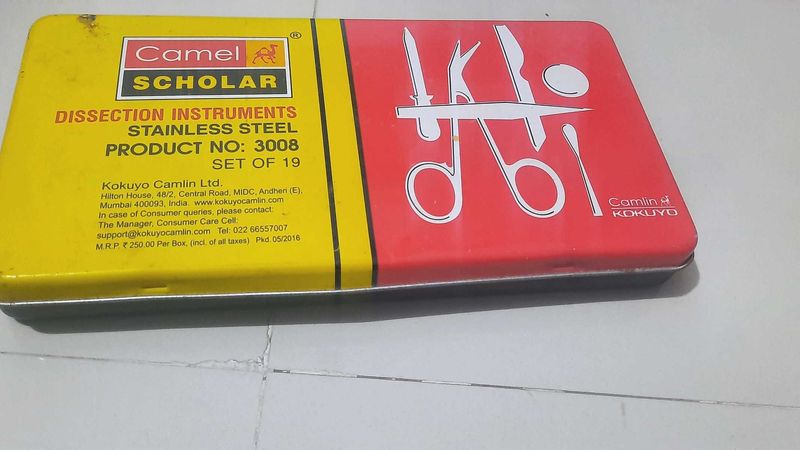 Camel
®
SCHOLAR
DISSECTION INSTRUMENTS
STAINLESS STEEL
PRODUCT NO: 3008
SET OF 19
Kokuyo Camlin Ltd.
Hilton House, 48/2, Central Road, MIDC, Andheri (E),
Mumbai 400093, India. www.kokuyocamlin.com
In case of Consumer queries, please contact:
The Manager, Consumer Care Cell:
support@kokuyocamlin.com Tel: 022 66557007
M.R.P. ₹ 250.00 Per Box, (incl. of all taxes) Pkd. 05/2016
Camlin
KOKUYO